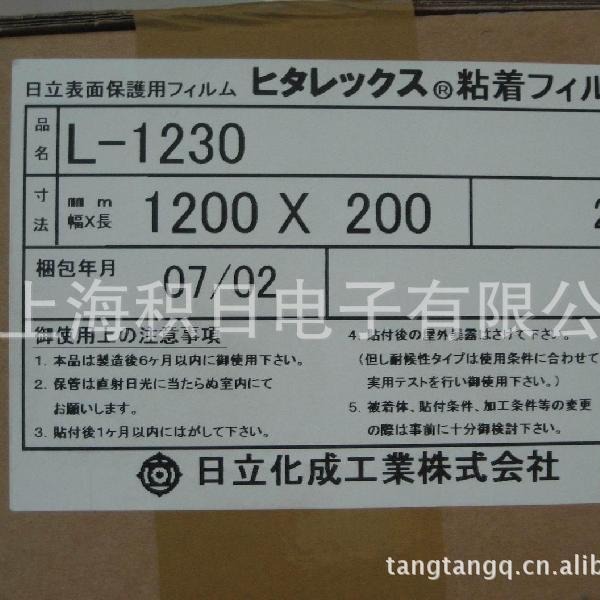 日立表面保護用フィルム ヒタレックス®粘着フィル
品名 L-1230
寸法 mm m 幅X長 1200 X 200 2
梱包年月 07/02
上海积日电子有限公
御使用上の注意事項
1. 本品は製造後6ヶ月以内に御使用下さい。
2. 保管は直射日光に当たらぬ室内にて
お願いします。
3. 貼付後1ヶ月以内にはがして下さい。
4. 貼付後の屋外暴露はさけて下さい。
(但し耐候性タイプは使用条件に合わせて
実用テストを行い御使用下さい。)
5. 被着体、貼付条件、加工条件等の変更
の際は事前に十分御検討下さい。
日立化成工業株式会社
tangtangq.cn.alib